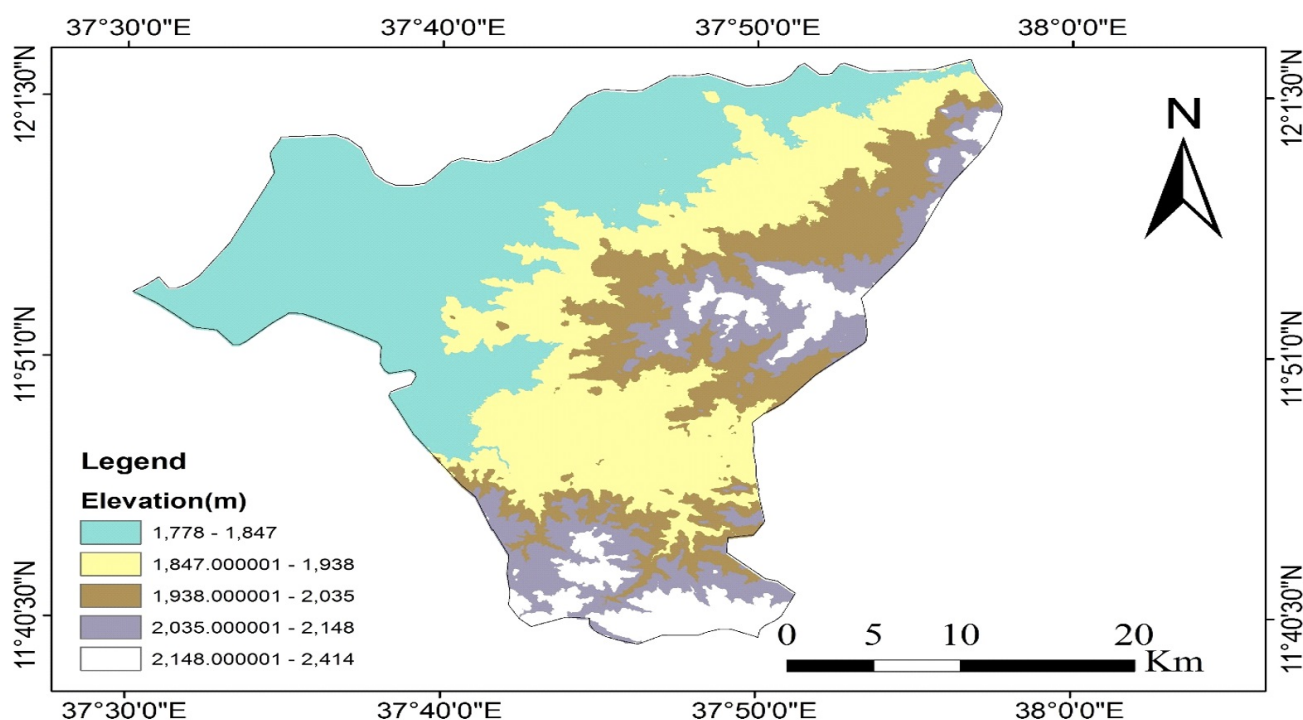 37°30'0"E 37°40'0"E 37°50'0"E 38°0'0"E
12°1'30"N
12°1'30"N
N
11°51'0"N
11°51'0"N
Legend
Elevation(m)
1,778 - 1,847
1,847.000001 - 1,938
1,938.000001 - 2,035
2,035.000001 - 2,148
2,148.000001 - 2,414
11°40'30"N
11°40'30"N
0 5 10 20
Km
37°30'0"E 37°40'0"E 37°50'0"E 38°0'0"E